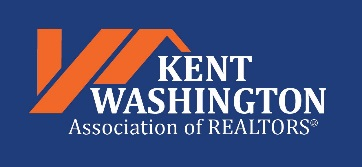 KENT
WASHINGTON
Association of REALTORS®